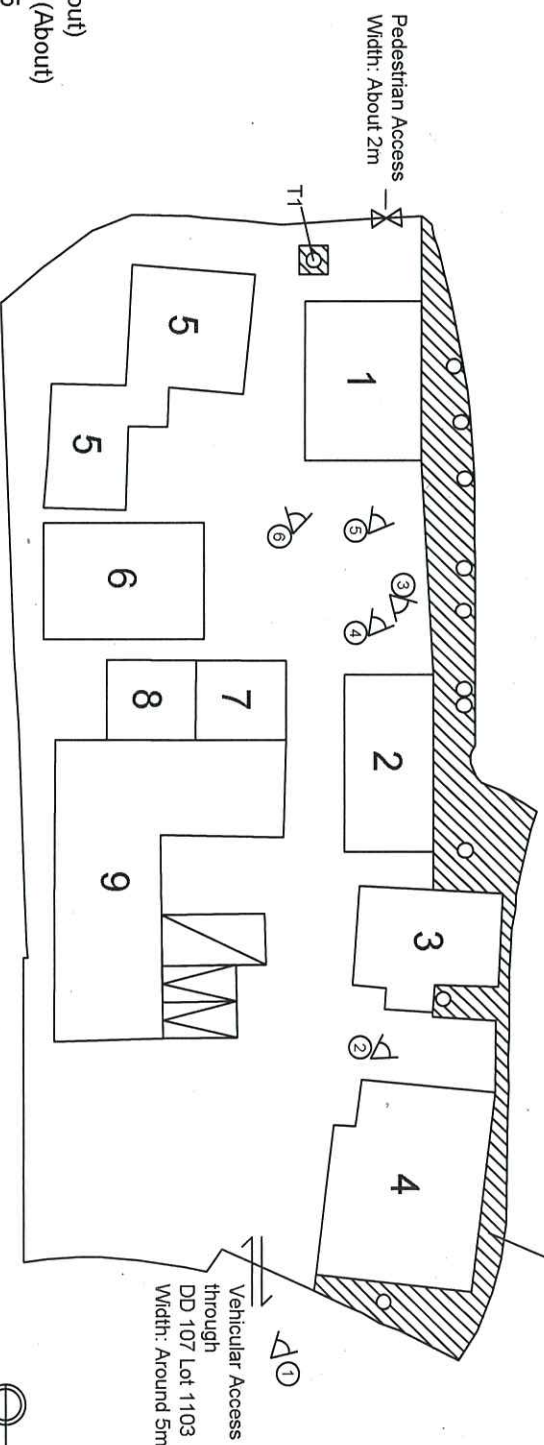 Pedestrian Access
Width: About 2m
T1
1
2
3
4
5
5
6
7
8
9
①
②
③
④
⑤
⑥
Vehicular Access
through
DD 107 Lot 1103
Width: Around 5m
(About)